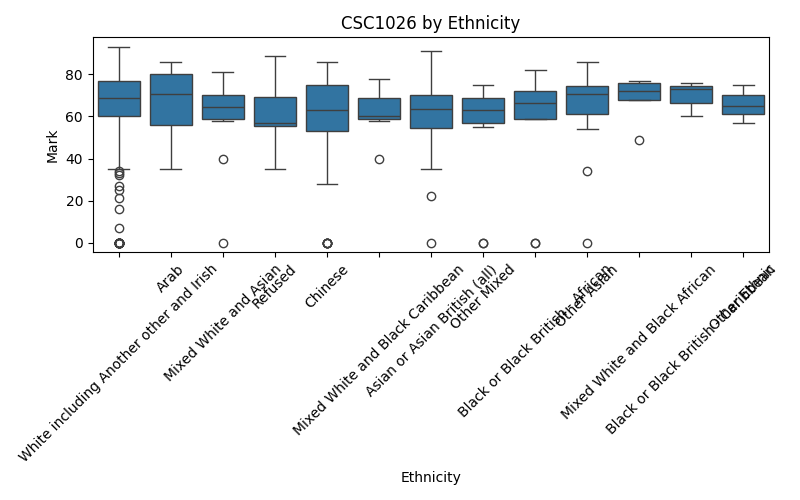 CSC1026 by Ethnicity
Mark
80
60
40
20
0
White including Another other and Irish
Arab
Mixed White and Asian
Refused
Chinese
Mixed White and Black Caribbean
Asian or Asian British (all)
Other Mixed
Black or Black British - African
Other Asian
Mixed White and Black African
Black or Black British - Caribbean
Other Ethnic
Ethnicity